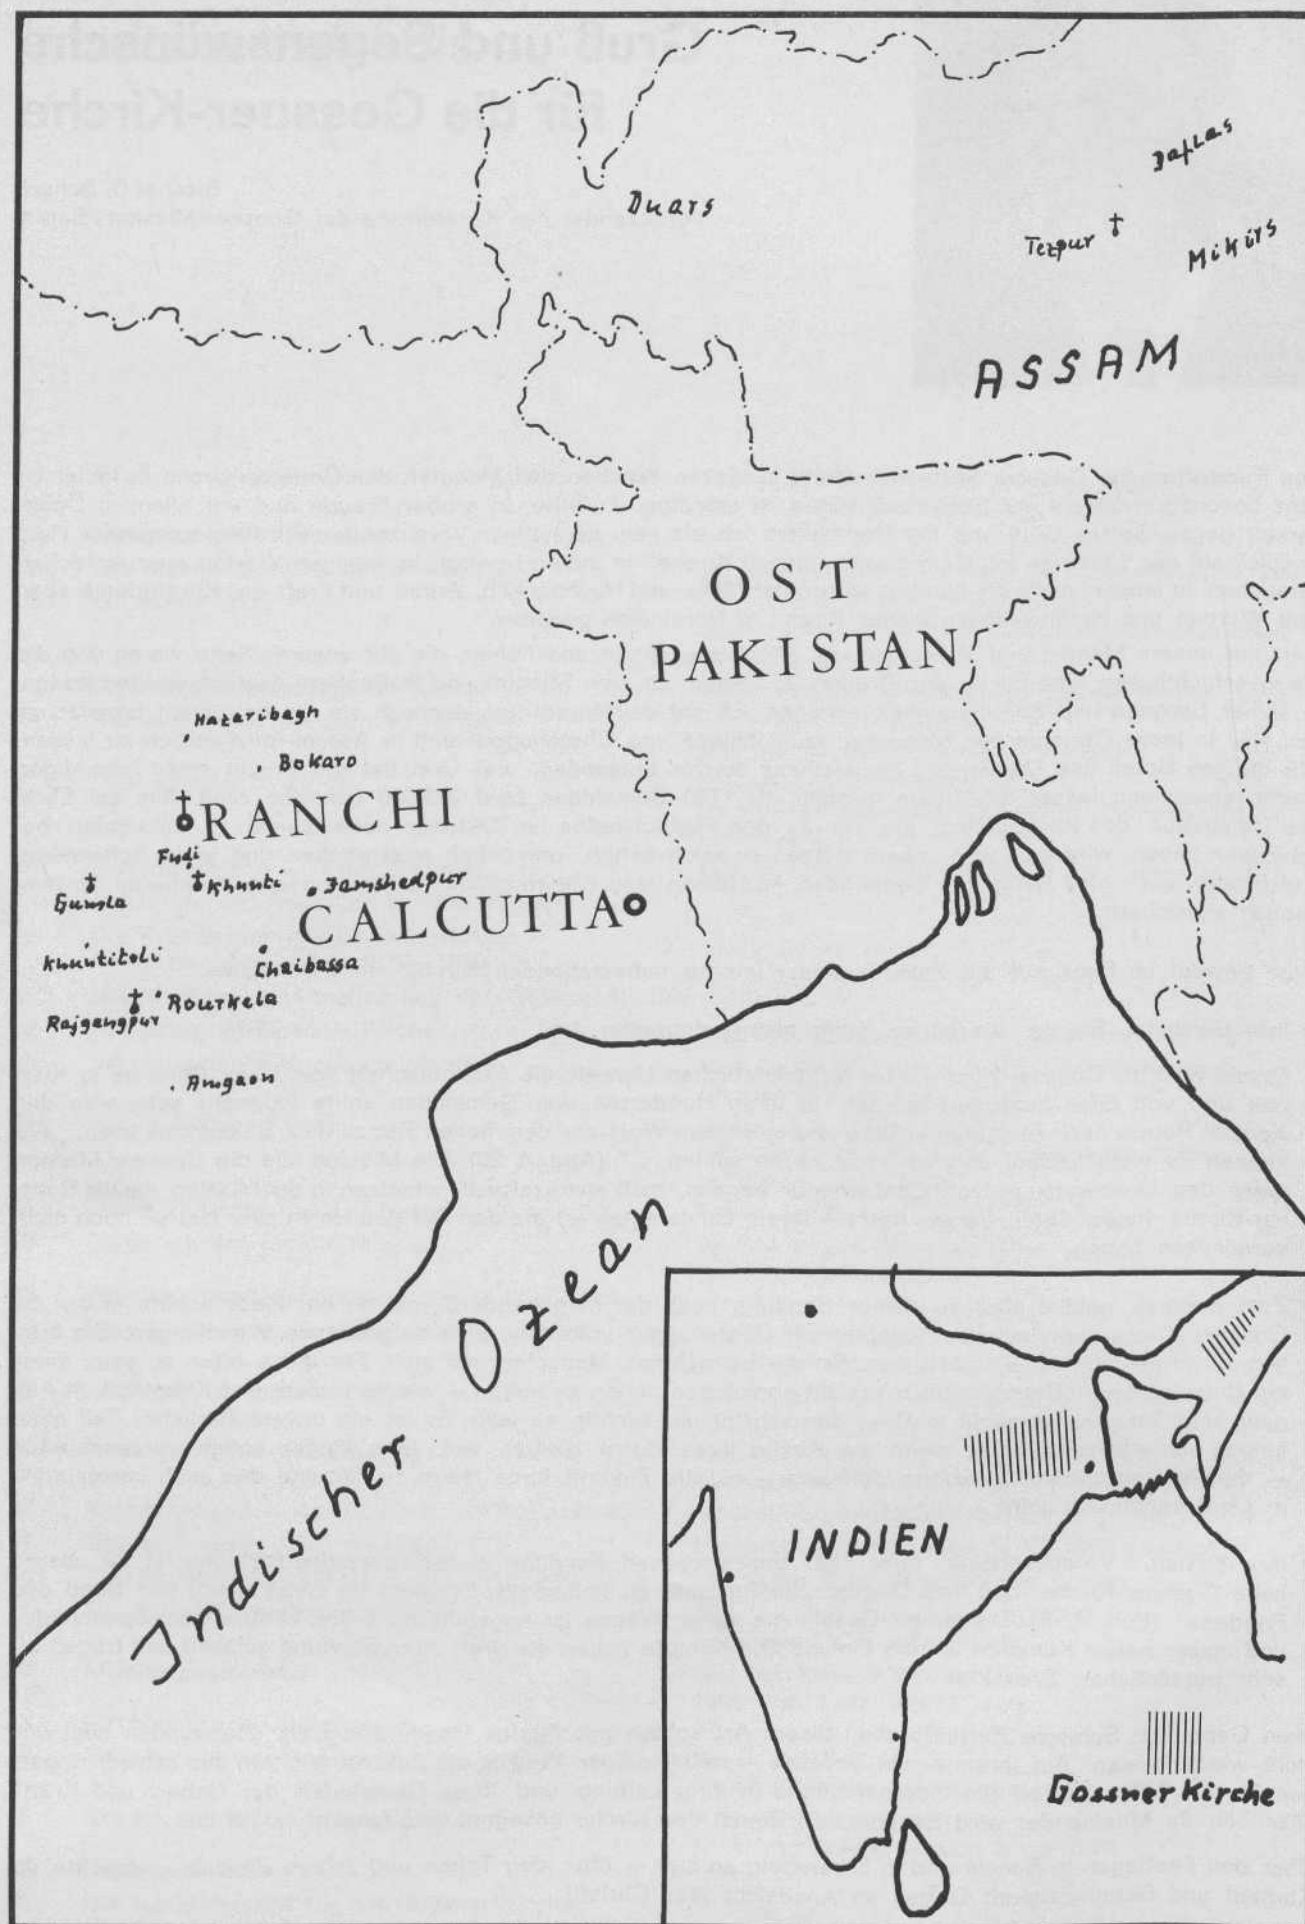 Duars
Daflas
Tezpur
Mikirs
ASSAM
OST
PAKISTAN
Hazaribagh
Bokaro
RANCHI
Fudi
Khunti
Gumla
Jamshedpur
CALCUTTA
Khuntitoli
Chaibassa
Rourkela
Rajgangpur
Amgaon
Indischer Ozean
INDIEN
Gossner Kirche